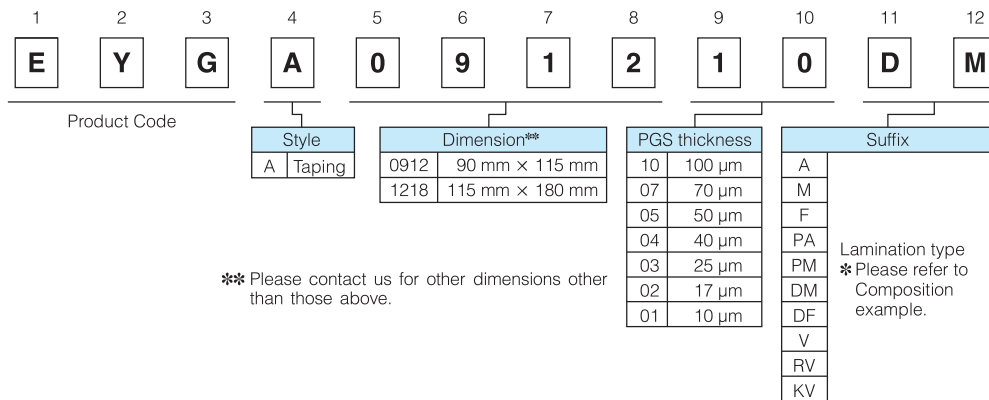 1 2 3 4 5 6 7 8 9 10 11 12
E Y G A 0 9 1 2 1 0 D M
Product Code
Style
A Taping
Dimension**
0912 90 mm × 115 mm
1218 115 mm × 180 mm
PGS thickness
10 100 µm
07 70 µm
05 50 µm
04 40 µm
03 25 µm
02 17 µm
01 10 µm
Suffix
A
M
F
PA
PM
DM
DF
V
RV
KV
Lamination type
* Please refer to
Composition
example.
** Please contact us for other dimensions other
than those above.